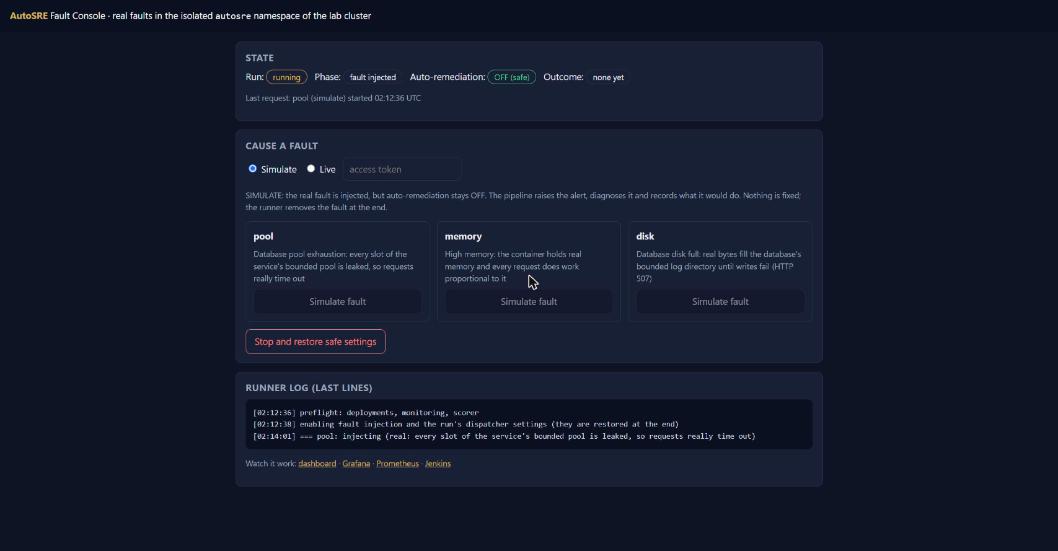 AutoSRE Fault Console · real faults in the isolated autosre namespace of the lab cluster
STATE
Run: running Phase: fault injected Auto-remediation: OFF (safe) Outcome: none yet
Last request: pool (simulate) started 02:12:36 UTC
CAUSE A FAULT
Simulate Live access token
SIMULATE: the real fault is injected, but auto-remediation stays OFF. The pipeline raises the alert, diagnoses it and records what it would do. Nothing is fixed;
the runner removes the fault at the end.
pool
Database pool exhaustion: every slot of the
service's bounded pool is leaked, so requests
really time out
Simulate fault
memory
High memory: the container holds real
memory and every request does work
proportional to it
Simulate fault
disk
Database disk full: real bytes fill the database's
bounded log directory until writes fail (HTTP
507)
Simulate fault
Stop and restore safe settings
RUNNER LOG (LAST LINES)
[02:12:36] preflight: deployments, monitoring, scorer
[02:12:38] enabling fault injection and the run's dispatcher settings (they are restored at the end)
[02:14:01] === pool: injecting (real: every slot of the service's bounded pool is leaked, so requests really time out)
Watch it work: dashboard · Grafana · Prometheus · Jenkins